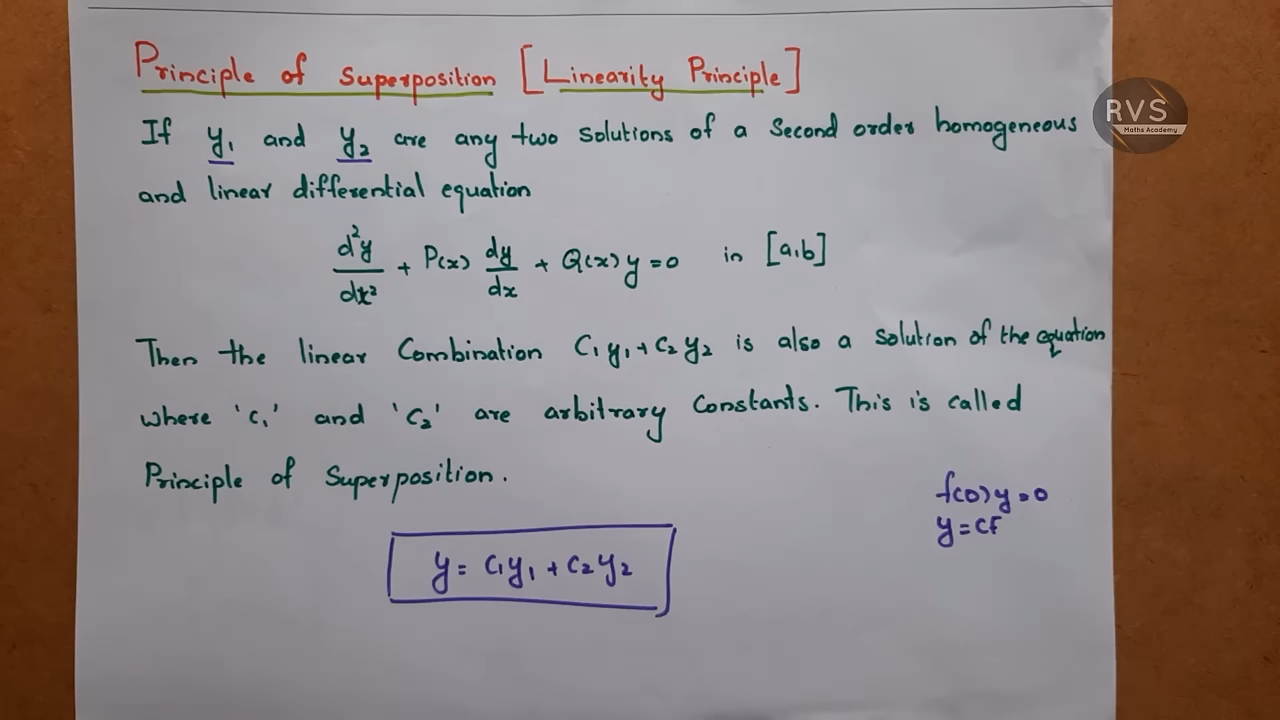 Principle of Superposition [Linearity Principle]
RVS
Maths Academy
If y₁ and y₂ are any two solutions of a Second order homogeneous
and linear differential equation
d²y/dx² + P(x) dy/dx + Q(x) y = 0 in [a,b]
Then the linear Combination C₁y₁ + C₂y₂ is also a solution of the equation
where 'C₁' and 'C₂' are arbitrary Constants. This is called
Principle of Superposition.
f(D)y = 0
y = CF
y = C₁y₁ + C₂y₂